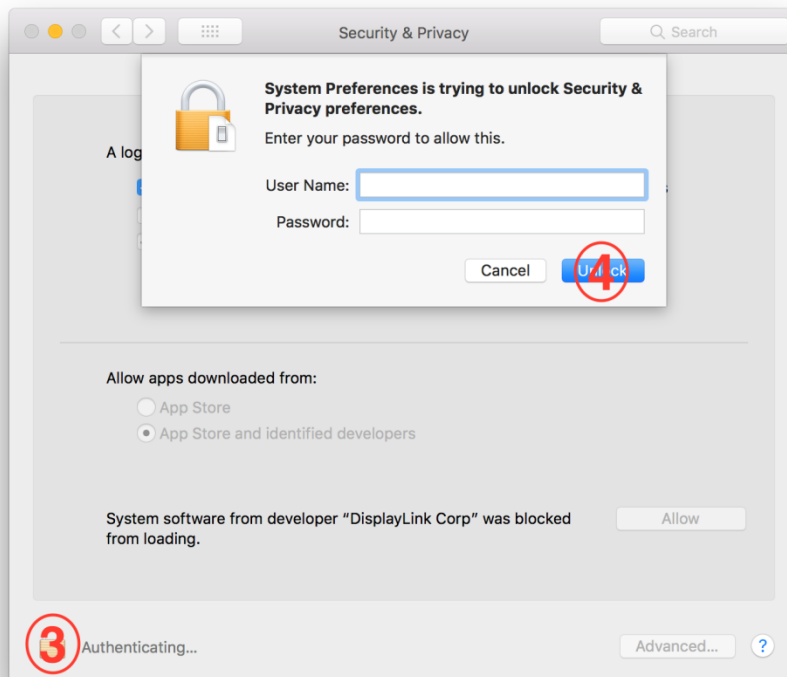 Security & Privacy
Search
System Preferences is trying to unlock Security &
Privacy preferences.
Enter your password to allow this.
A log
User Name:
s
Password:
Cancel
Unlock
4
Allow apps downloaded from:
App Store
App Store and identified developers
System software from developer “DisplayLink Corp” was blocked
from loading.
Allow
3
Authenticating...
Advanced...
?